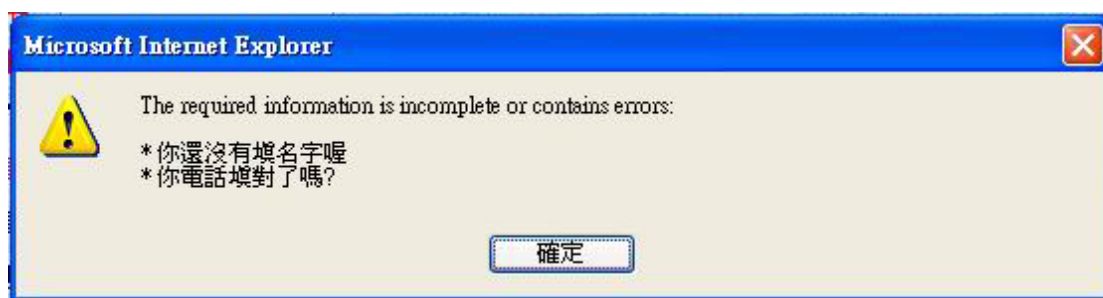 Microsoft Internet Explorer
The required information is incomplete or contains errors:
*你還沒有填名字喔
*你電話填對了嗎?
確定